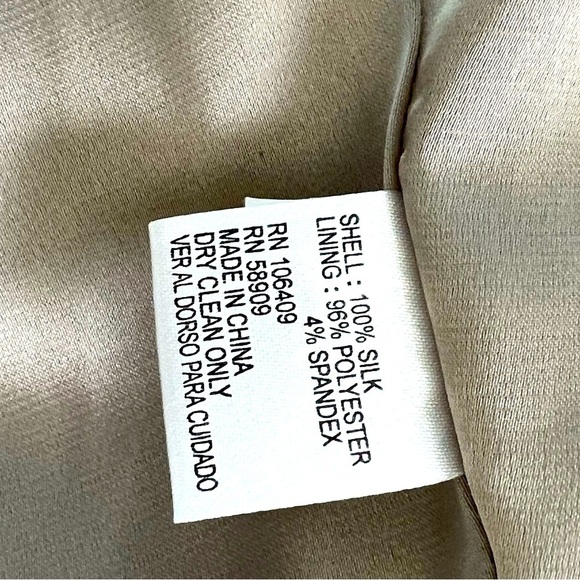 SHELL : 100% SILK
LINING : 96% POLYESTER
4% SPANDEX
RN 106409
RN 58909
MADE IN CHINA
DRY CLEAN ONLY
VER AL DORSO PARA CUIDADO